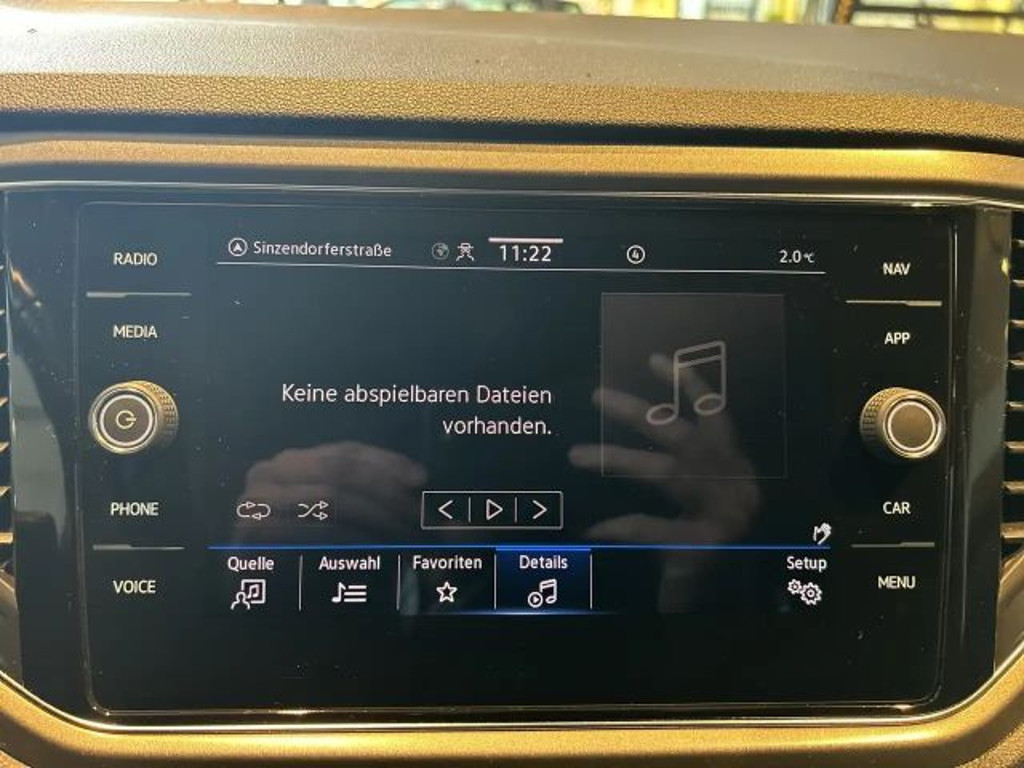 RADIO
MEDIA
PHONE
VOICE
Sinzendorferstraße
11:22
4
2.0°C
Keine abspielbaren Dateien
vorhanden.
Quelle
Auswahl
Favoriten
Details
Setup
NAV
APP
CAR
MENU